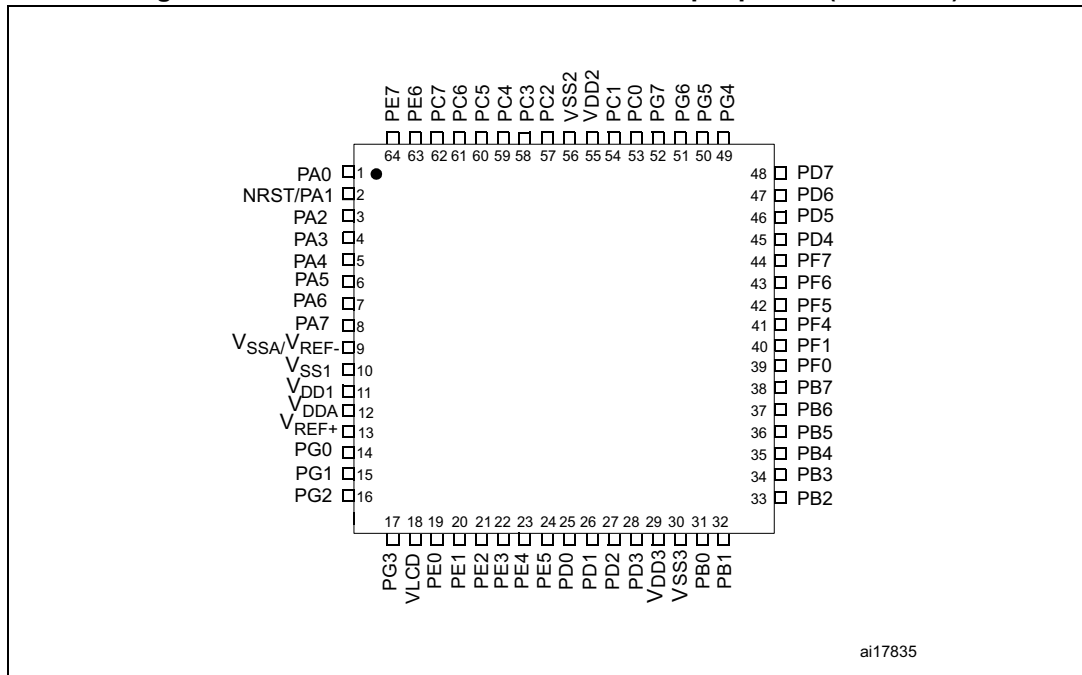 PE7
PE6
PC7
PC6
PC5
PC4
PC3
PC2
VSS2
VDD2
PC1
PC0
PG7
PG6
PG5
PG4
64 63 62 61 60 59 58 57 56 55 54 53 52 51 50 49
PA0 1
NRST/PA1 2
PA2 3
PA3 4
PA4 5
PA5 6
PA6 7
PA7 8
VSSA/VREF- 9
VSS1 10
VDD1 11
VDDA 12
VREF+ 13
PG0 14
PG1 15
PG2 16
48 PD7
47 PD6
46 PD5
45 PD4
44 PF7
43 PF6
42 PF5
41 PF4
40 PF1
39 PF0
38 PB7
37 PB6
36 PB5
35 PB4
34 PB3
33 PB2
17 18 19 20 21 22 23 24 25 26 27 28 29 30 31 32
PG3
VLCD
PE0
PE1
PE2
PE3
PE4
PE5
PD0
PD1
PD2
PD3
VDD3
VSS3
PB0
PB1
ai17835